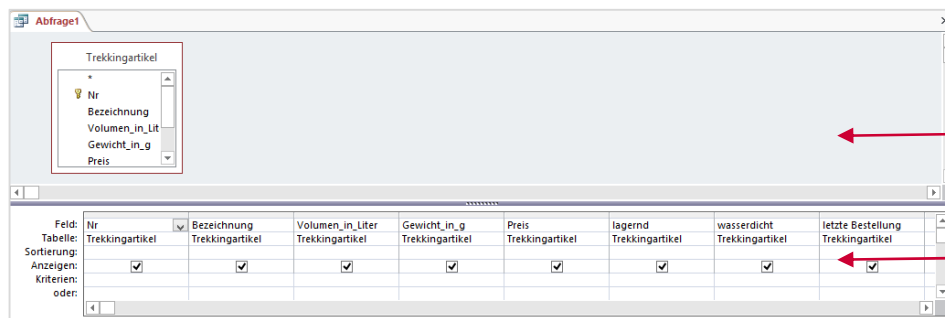 Abfrage1
Trekkingartikel
*
Nr
Bezeichnung
Volumen_in_Lit
Gewicht_in_g
Preis
Feld: Nr Bezeichnung Volumen_in_Liter Gewicht_in_g Preis lagernd wasserdicht letzte Bestellung
Tabelle: Trekkingartikel Trekkingartikel Trekkingartikel Trekkingartikel Trekkingartikel Trekkingartikel Trekkingartikel Trekkingartikel
Sortierung:
Anzeigen:
Kriterien:
oder: